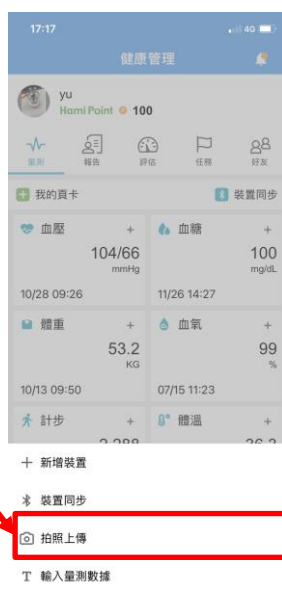 17:17
4G
健康管理
yu
Hami Point 100
量測 報告 評估 任務 好友
我的頁卡 裝置同步
血壓 + 血糖 +
104/66 100
mmHg mg/dL
10/28 09:26 11/26 14:27
體重 + 血氧 +
53.2 99
KG %
10/13 09:50 07/15 11:23
計步 + 體溫 +
新增裝置
裝置同步
拍照上傳
輸入量測數據